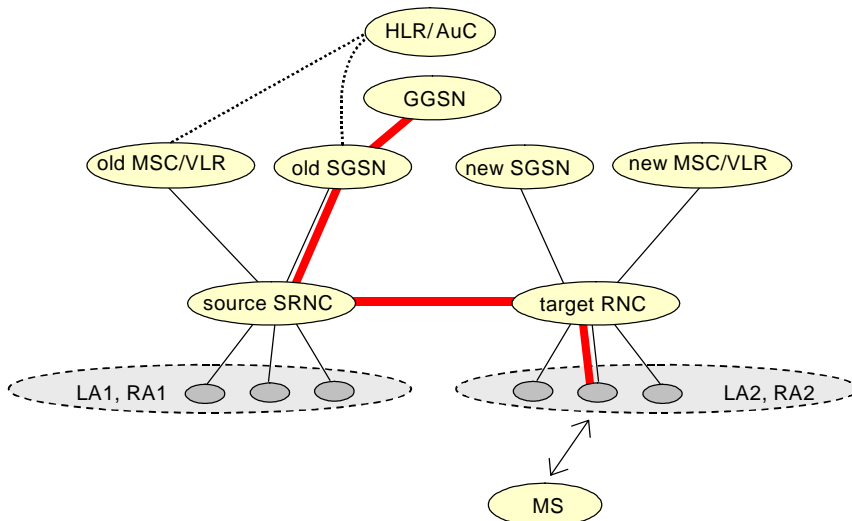 HLR/AuC
GGSN
old MSC/VLR
old SGSN
new SGSN
new MSC/VLR
source SRNC
target RNC
LA1, RA1
LA2, RA2
MS